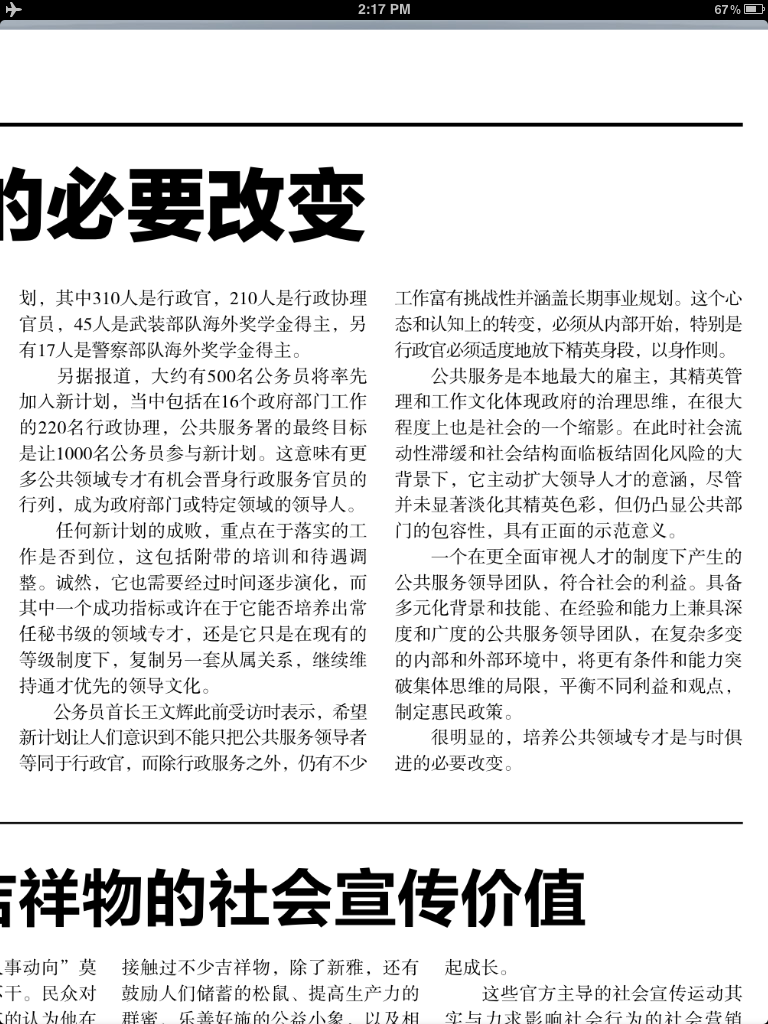 2:17 PM
67%
的必要改变
划，其中310人是行政官，210人是行政协理
官员，45人是武装部队海外奖学金得主，另
有17人是警察部队海外奖学金得主。
另据报道，大约有500名公务员将率先
加入新计划，当中包括在16个政府部门工作
的220名行政协理，公共服务署的最终目标
是让1000名公务员参与新计划。这意味有更
多公共领域专才有机会晋身行政服务官员的
行列，成为政府部门或特定领域的领导人。
任何新计划的成败，重点在于落实的工
作是否到位，这包括附带的培训和待遇调
整。诚然，它也需要经过时间逐步演化，而
其中一个成功指标或许在于它能否培养出常
任秘书级的领域专才，还是它只是在现有的
等级制度下，复制另一套从属关系，继续维
持通才优先的领导文化。
公务员首长王文辉此前受访时表示，希望
新计划让人们意识到不能只把公共服务领导者
等同于行政官，而除行政服务之外，仍有不少
工作富有挑战性并涵盖长期事业规划。这个心
态和认知上的转变，必须从内部开始，特别是
行政官必须适度地放下精英身段，以身作则。
公共服务是本地最大的雇主，其精英管
理和工作文化体现政府的治理思维，在很大
程度上也是社会的一个缩影。在此时社会流
动性滞缓和社会结构面临板结固化风险的大
背景下，它主动扩大领导人才的意涵，尽管
并未显著淡化其精英色彩，但仍凸显公共部
门的包容性，具有正面的示范意义。
一个在更全面审视人才的制度下产生的
公共服务领导团队，符合社会的利益。具备
多元化背景和技能、在经验和能力上兼具深
度和广度的公共服务领导团队，在复杂多变
的内部和外部环境中，将更有条件和能力突
破集体思维的局限，平衡不同利益和观点，
制定惠民政策。
很明显的，培养公共领域专才是与时俱
进的必要改变。
吉祥物的社会宣传价值
人事动向”莫
不干。民众对
的认为他在
接触过不少吉祥物，除了新雅，还有
鼓励人们储蓄的松鼠、提高生产力的
群蜜、乐善好施的公益小象，以及相
起成长。
这些官方主导的社会宣传运动其
实与力求影响社会行为的社会营销